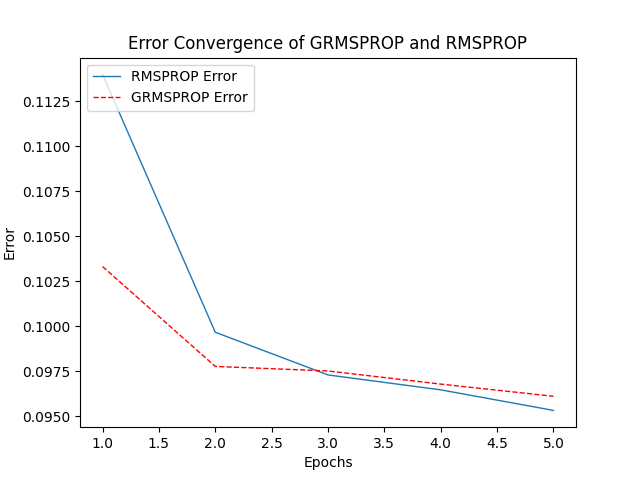 Error Convergence of GRMSPROP and RMSPROP
RMSPROP Error
GRMSPROP Error
0.1125
0.1100
0.1075
0.1050
0.1025
0.1000
0.0975
0.0950
Error
1.0 1.5 2.0 2.5 3.0 3.5 4.0 4.5 5.0
Epochs